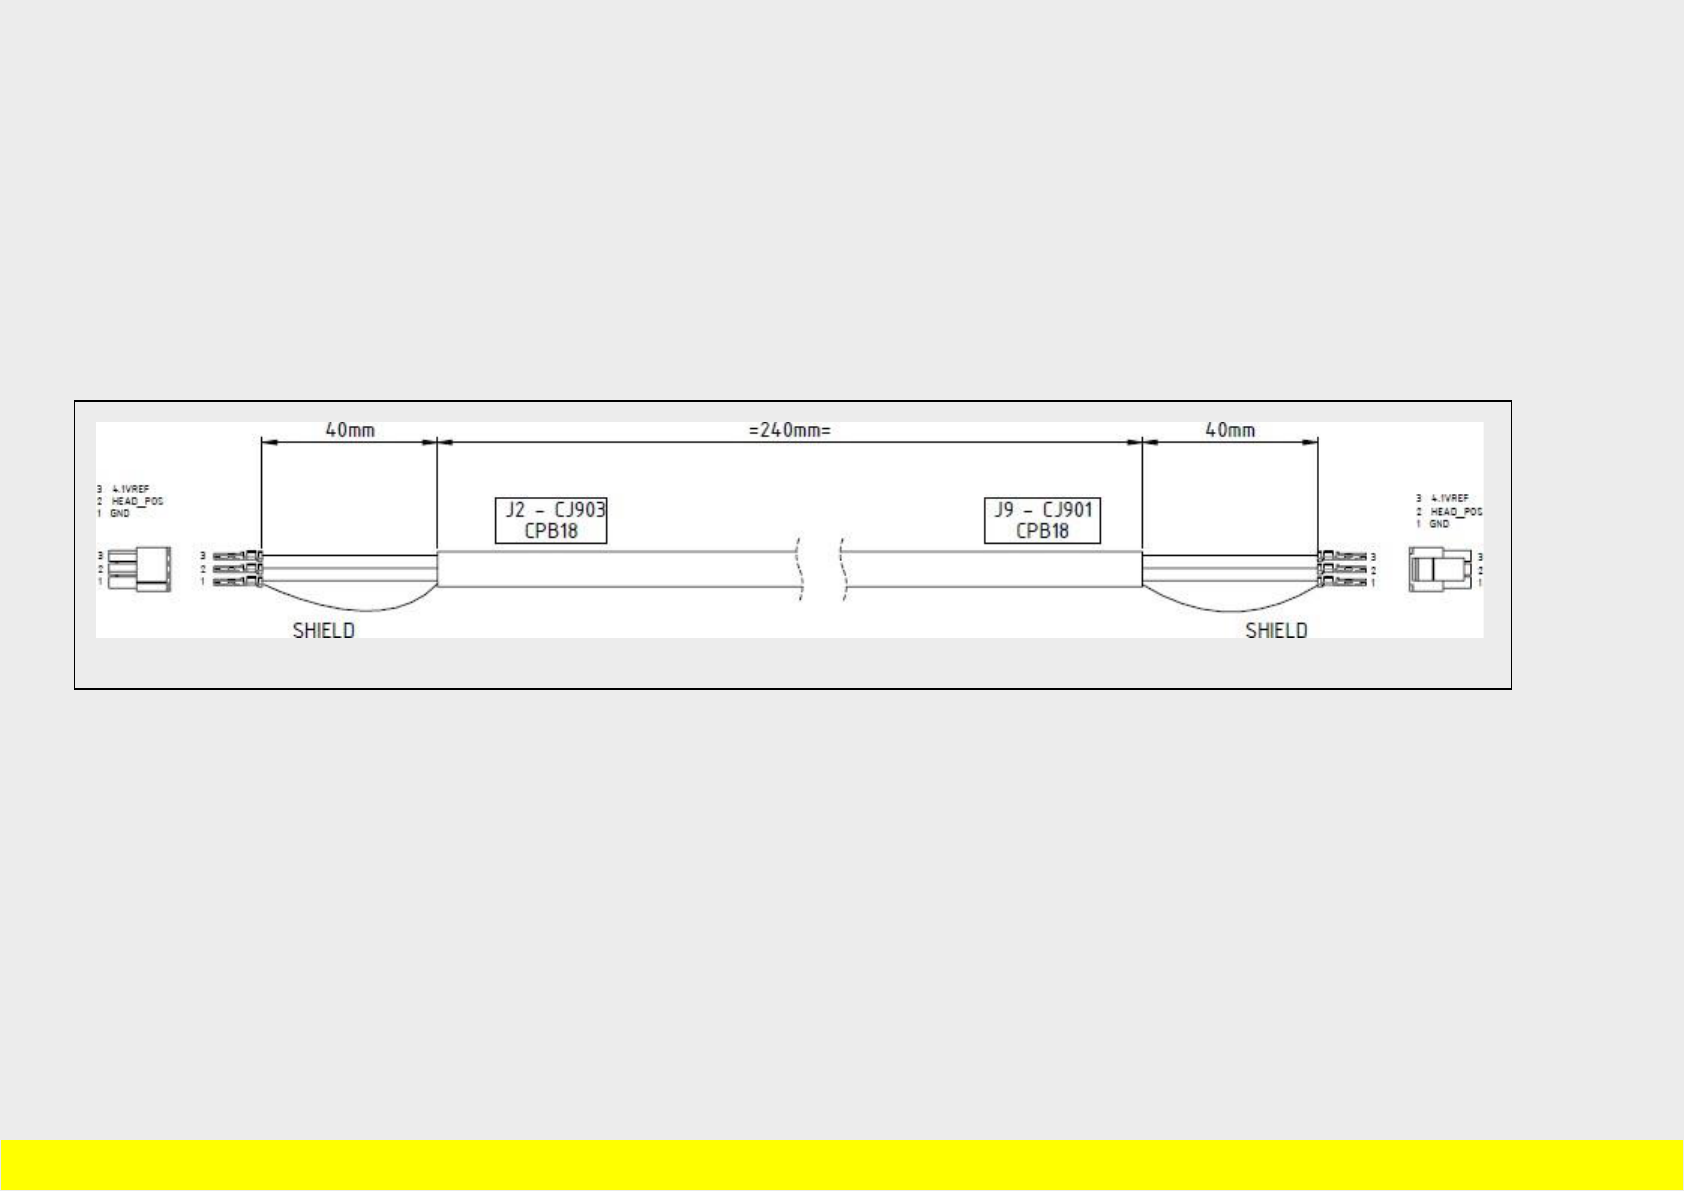 40mm
=240mm=
40mm
3 4.1VREF
2 HEAD_POS
1 GND
J2 - CJ903
CPB18
J9 - CJ901
CPB18
3 4.1VREF
2 HEAD_POS
1 GND
3
2
1
3
2
1
3
2
1
3
2
1
SHIELD
SHIELD